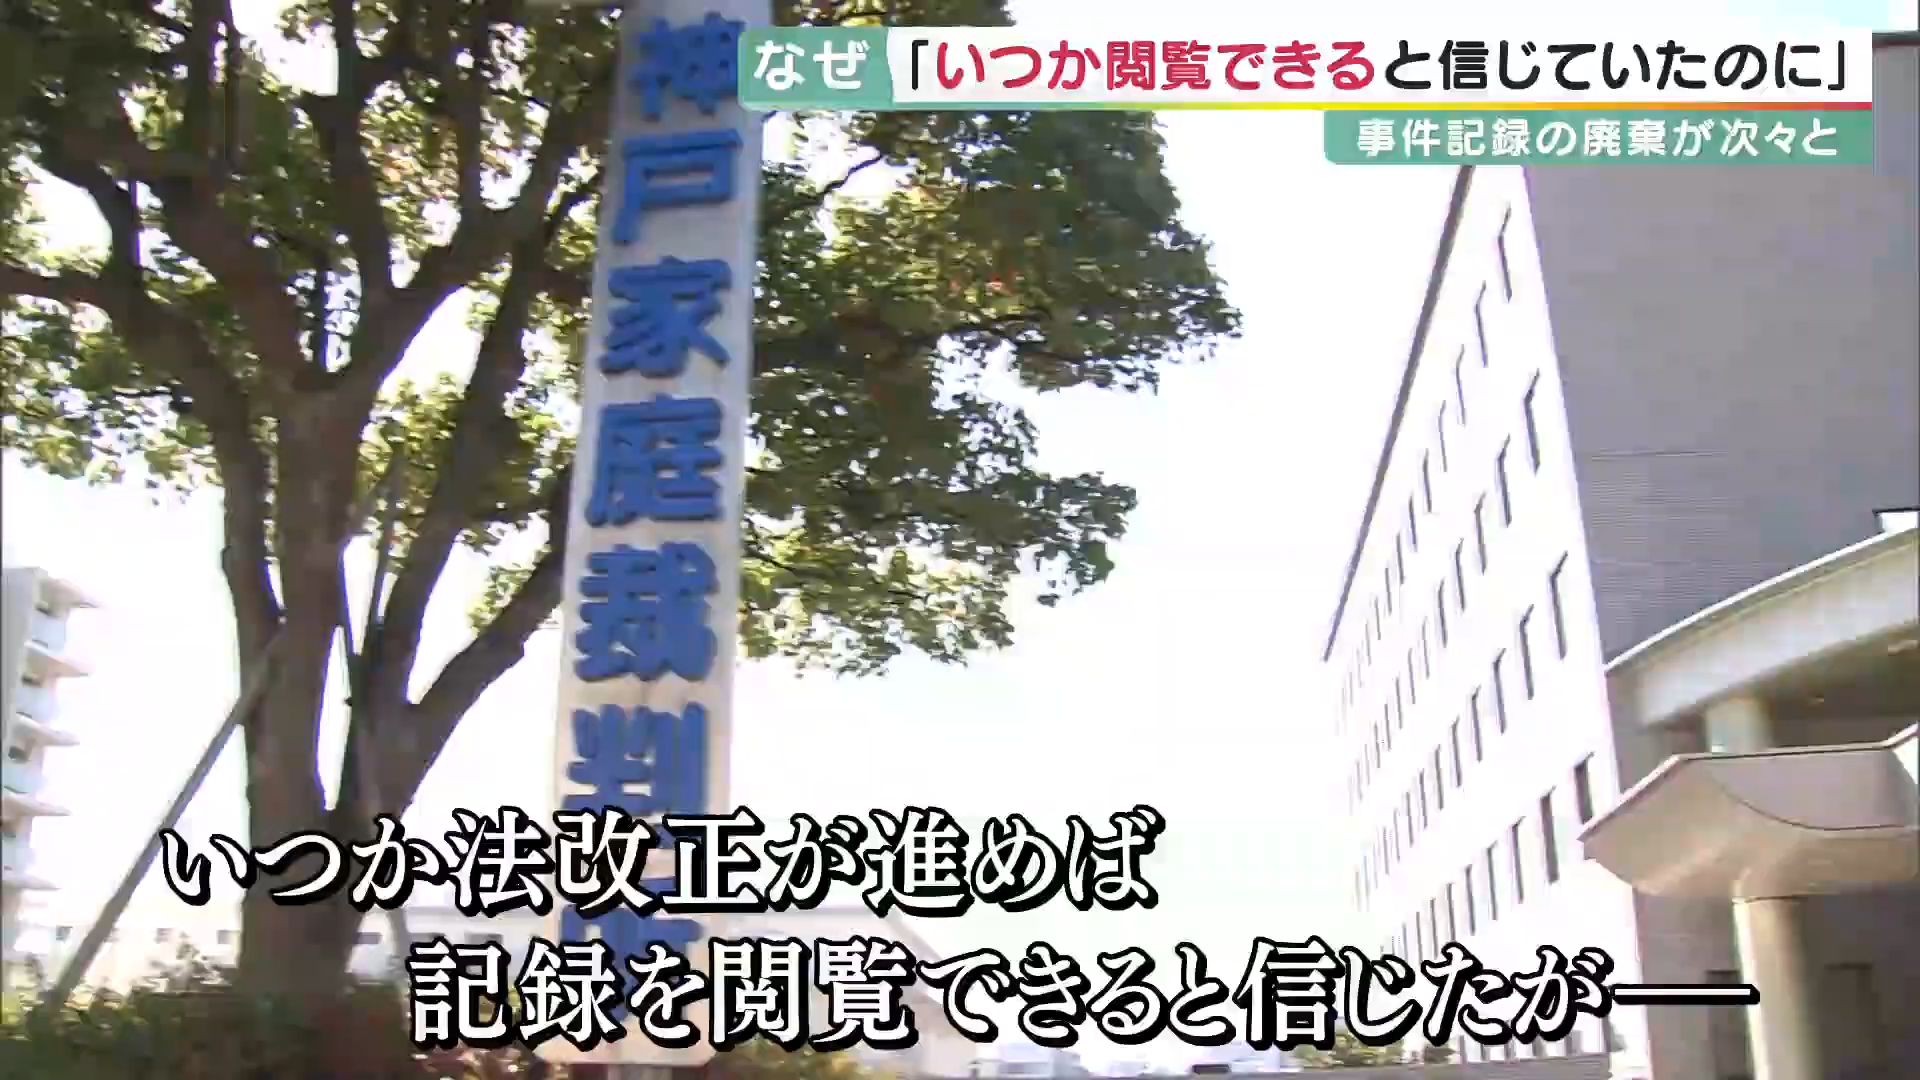 なぜ「いつか閲覧できると信じていたのに」
事件記録の廃棄が次々と
神戸家庭裁判所
いつか法改正が進めば
記録を閲覧できると信じたが──